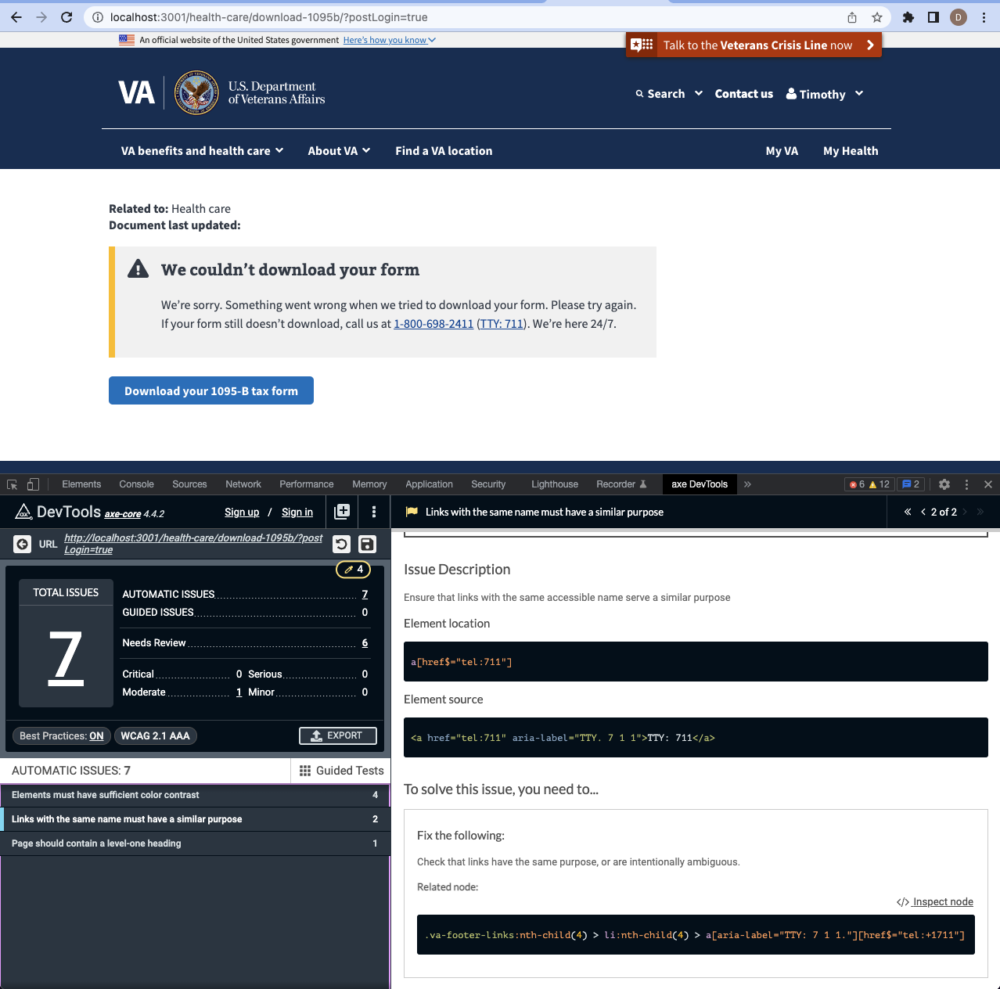 localhost:3001/health-care/download-1095b/?postLogin=true
D
An official website of the United States government Here's how you know
Talk to the Veterans Crisis Line now
VA
U.S. Department
of Veterans Affairs
Search Contact us Timothy
VA benefits and health care About VA Find a VA location My VA My Health
Related to: Health care
Document last updated:
We couldn't download your form
We're sorry. Something went wrong when we tried to download your form. Please try again.
If your form still doesn't download, call us at 1-800-698-2411 (TTY: 711). We're here 24/7.
Download your 1095-B tax form
Elements Console Sources Network Performance Memory Application Security Lighthouse Recorder axe DevTools » 6 12 2
DevTools axe-core 4.4.2 Sign up / Sign in
Links with the same name must have a similar purpose
2 of 2
URL http://localhost:3001/health-care/download-1095b/?post
Login=true
4
TOTAL ISSUES
7
AUTOMATIC ISSUES 7
GUIDED ISSUES 0
Needs Review 6
Critical 0 Serious 0
Moderate 1 Minor 0
Best Practices: ON WCAG 2.1 AAA EXPORT
AUTOMATIC ISSUES: 7 Guided Tests
Elements must have sufficient color contrast 4
Links with the same name must have a similar purpose 2
Page should contain a level-one heading 1
Issue Description
Ensure that links with the same accessible name serve a similar purpose
Element location
a[href$="tel:711"]
Element source
<a href="tel:711" aria-label="TTY. 7 1 1">TTY: 711</a>
To solve this issue, you need to...
Fix the following:
Check that links have the same purpose, or are intentionally ambiguous.
Related node:
</> Inspect node
.va-footer-links:nth-child(4) > li:nth-child(4) > a[aria-label="TTY: 7 1 1."][href$="tel:+1711"]